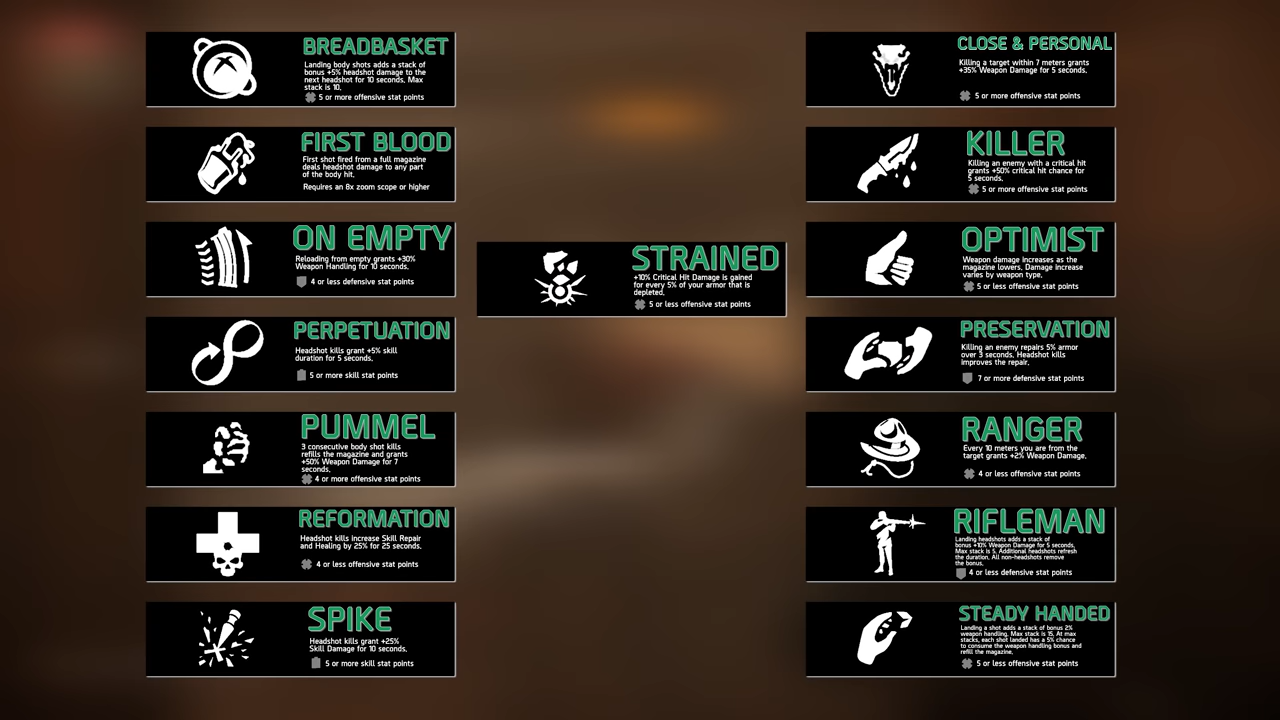 BREADBASKET
Landing body shots adds a stack of
bonus +5% headshot damage to the
next headshot for 10 seconds, Max
stack is 10.
5 or more offensive stat points
FIRST BLOOD
First shot fired from a full magazine
deals headshot damage to any part
of the body hit.
Requires an 8x zoom scope or higher
ON EMPTY
Reloading from empty grants +30%
Weapon Handling for 10 seconds.
4 or less defensive stat points
PERPETUATION
Headshot kills grant +5% skill
duration for 5 seconds.
5 or more skill stat points
PUMMEL
3 consecutive body shot kills
refills the magazine and grants
+50% Weapon Damage for 7
seconds.
4 or more offensive stat points
REFORMATION
Headshot kills increase Skill Repair
and Healing by 25% for 25 seconds.
4 or less offensive stat points
SPIKE
Headshot kills grant +25%
Skill Damage for 10 seconds.
5 or more skill stat points
STRAINED
+10% Critical Hit Damage is gained
for every 5% of your armor that is
depleted.
5 or less offensive stat points
CLOSE & PERSONAL
Killing a target within 7 meters grants
+35% Weapon Damage for 5 seconds.
5 or more offensive stat points
KILLER
Killing an enemy with a critical hit
grants +50% critical hit chance for
5 seconds.
5 or more offensive stat points
OPTIMIST
Weapon damage increases as the
magazine lowers. Damage increase
varies by weapon type.
5 or less offensive stat points
PRESERVATION
Killing an enemy repairs 5% armor
over 3 seconds. Headshot kills
improves the repair.
7 or more defensive stat points
RANGER
Every 10 meters you are from the
target grants +2% Weapon Damage.
4 or less offensive stat points
RIFLEMAN
Landing headshots adds a stack of
bonus +10% Weapon Damage for 5 seconds.
Max stack is 5. Additional headshots refresh
the duration. All non-headshots remove
the bonus.
4 or less defensive stat points
STEADY HANDED
Landing a shot adds a stack of bonus 2%
weapon handling. Max stack is 15. At max
stacks, each shot landed has a 5% chance
to consume the weapon handling bonus and
refill the magazine.
5 or less offensive stat points